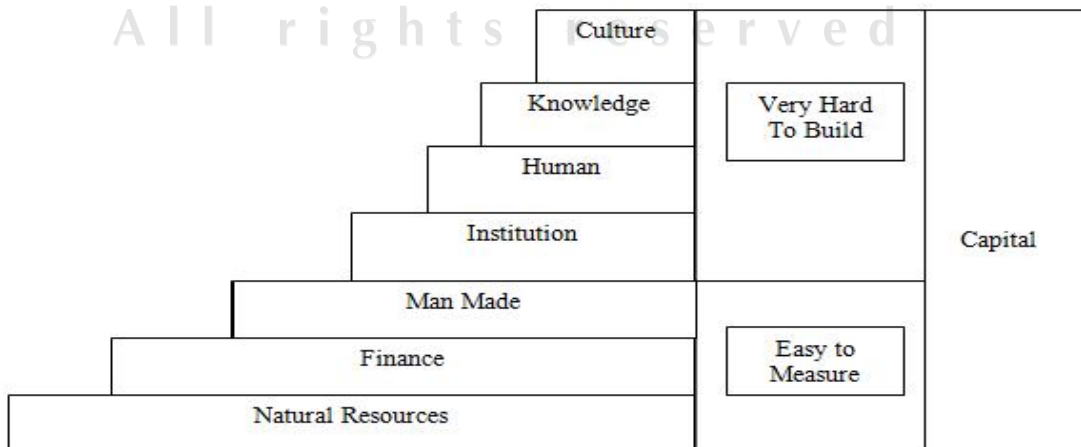 All rights reserved
Culture
Knowledge
Very Hard
To Build
Human
Institution
Capital
Man Made
Finance
Easy to
Measure
Natural Resources